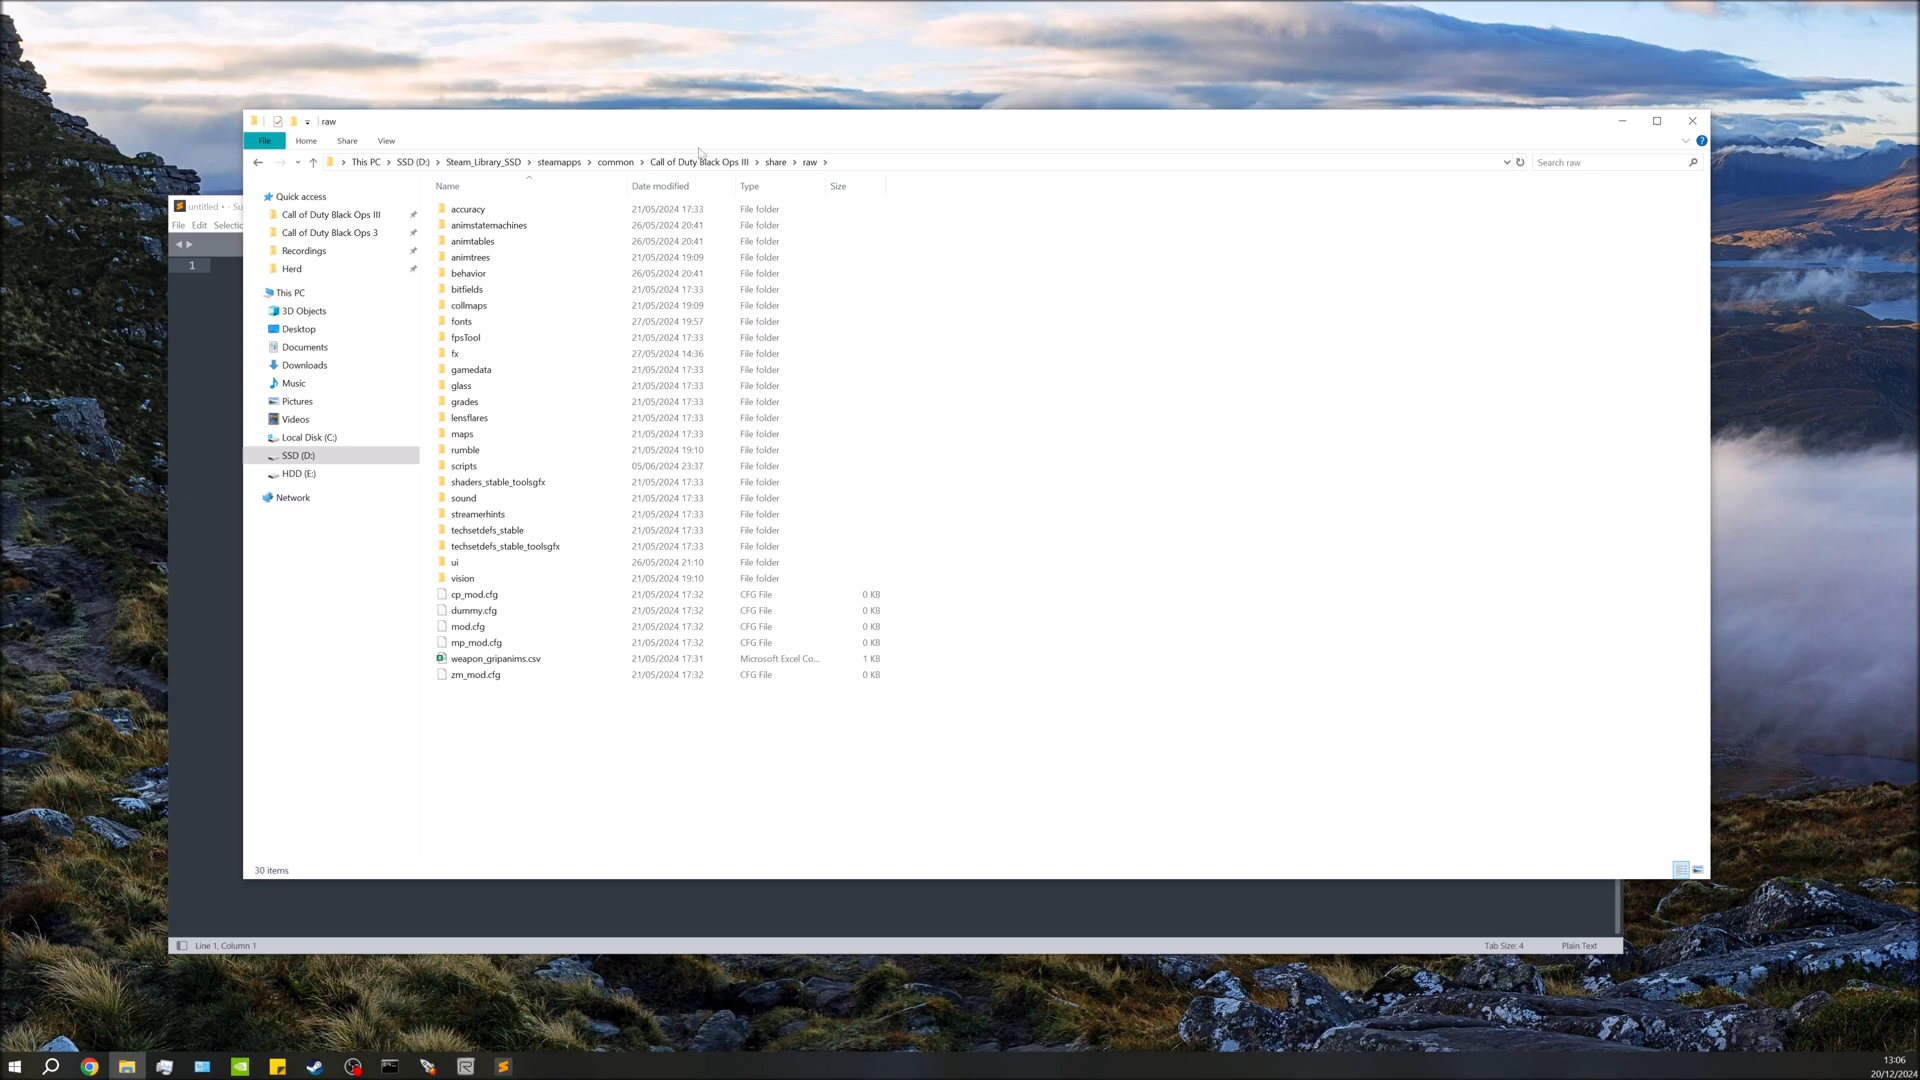 raw
File Home Share View
This PC SSD (D:) Steam_Library_SSD steamapps common Call of Duty Black Ops III share raw
Search raw
Name Date modified Type Size
Quick access
Call of Duty Black Ops III
Call of Duty Black Ops 3
Recordings
Herd
This PC
3D Objects
Desktop
Documents
Downloads
Music
Pictures
Videos
Local Disk (C:)
SSD (D:)
HDD (E:)
Network
accuracy 21/05/2024 17:33 File folder
animstatemachines 26/05/2024 20:41 File folder
animtables 26/05/2024 20:41 File folder
animtrees 21/05/2024 19:09 File folder
behavior 26/05/2024 20:41 File folder
bitfields 21/05/2024 17:33 File folder
collmaps 21/05/2024 19:09 File folder
fonts 27/05/2024 19:57 File folder
fpsTool 21/05/2024 17:33 File folder
fx 27/05/2024 14:36 File folder
gamedata 21/05/2024 17:33 File folder
glass 21/05/2024 17:33 File folder
grades 21/05/2024 17:33 File folder
lensflares 21/05/2024 17:33 File folder
maps 21/05/2024 17:33 File folder
rumble 21/05/2024 19:10 File folder
scripts 05/06/2024 23:37 File folder
shaders_stable_toolsgfx 21/05/2024 17:33 File folder
sound 21/05/2024 17:33 File folder
streamerhints 21/05/2024 17:33 File folder
techsetdefs_stable 21/05/2024 17:33 File folder
techsetdefs_stable_toolsgfx 21/05/2024 17:33 File folder
ui 26/05/2024 21:10 File folder
vision 21/05/2024 19:10 File folder
cp_mod.cfg 21/05/2024 17:32 CFG File 0 KB
dummy.cfg 21/05/2024 17:32 CFG File 0 KB
mod.cfg 21/05/2024 17:32 CFG File 0 KB
mp_mod.cfg 21/05/2024 17:32 CFG File 0 KB
weapon_gripanims.csv 21/05/2024 17:31 Microsoft Excel Co... 1 KB
zm_mod.cfg 21/05/2024 17:32 CFG File 0 KB
30 items
untitled • - Su
File Edit Selectic
1
Line 1, Column 1 Tab Size: 4 Plain Text
13:06
20/12/2024